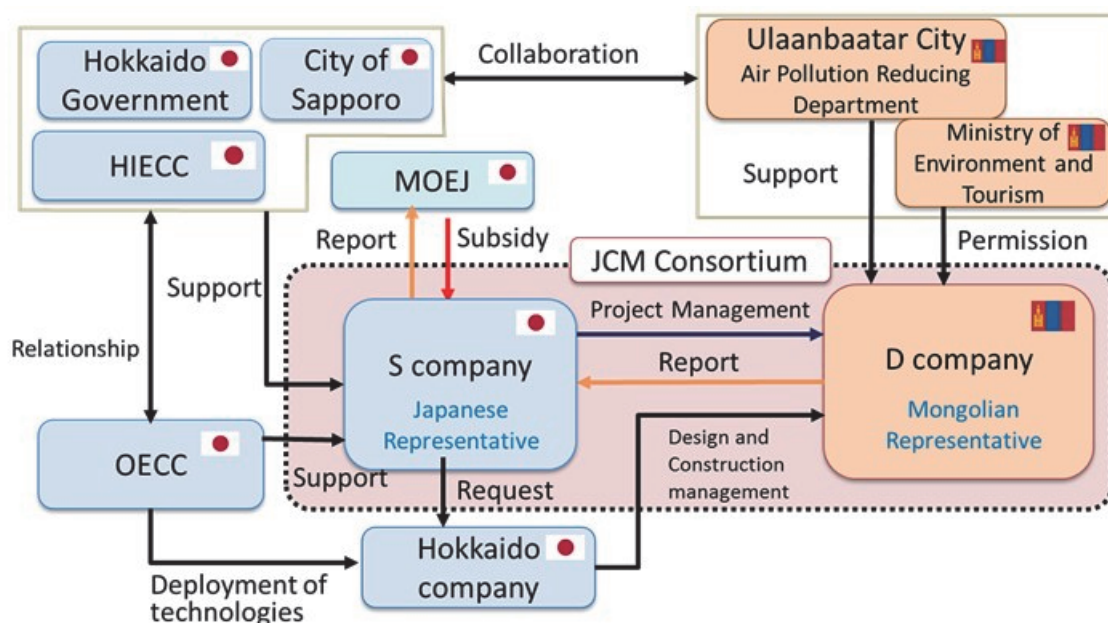 Hokkaido
Government
City of
Sapporo
HIECC
Collaboration
Ulaanbaatar City
Air Pollution Reducing
Department
Ministry of
Environment and
Tourism
MOEJ
Report
Subsidy
Support
Support
Permission
Relationship
JCM Consortium
S company
Japanese
Representative
Project Management
Report
D company
Mongolian
Representative
OECC
Support
Request
Design and
Construction
management
Hokkaido
company
Deployment of
technologies